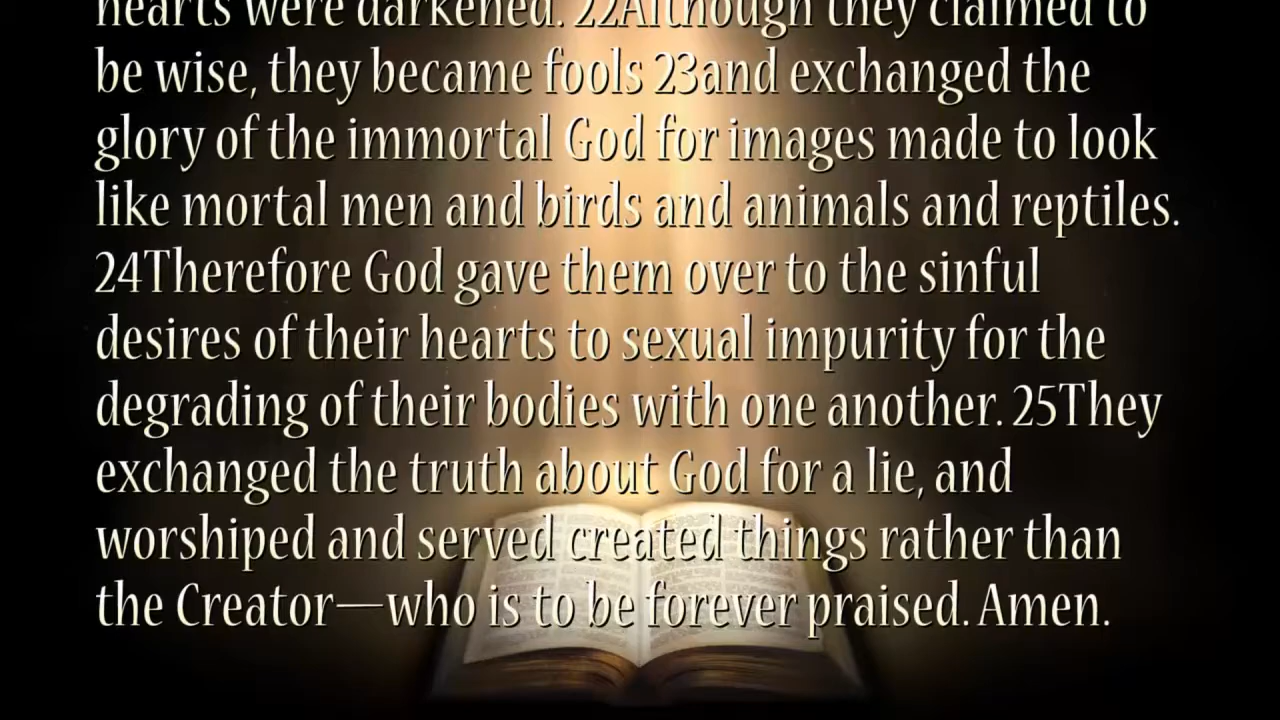 hearts were darkened. 22Although they claimed to
be wise, they became fools 23and exchanged the
glory of the immortal God for images made to look
like mortal men and birds and animals and reptiles.
24Therefore God gave them over to the sinful
desires of their hearts to sexual impurity for the
degrading of their bodies with one another. 25They
exchanged the truth about God for a lie, and
worshiped and served created things rather than
the Creator—who is to be forever praised. Amen.